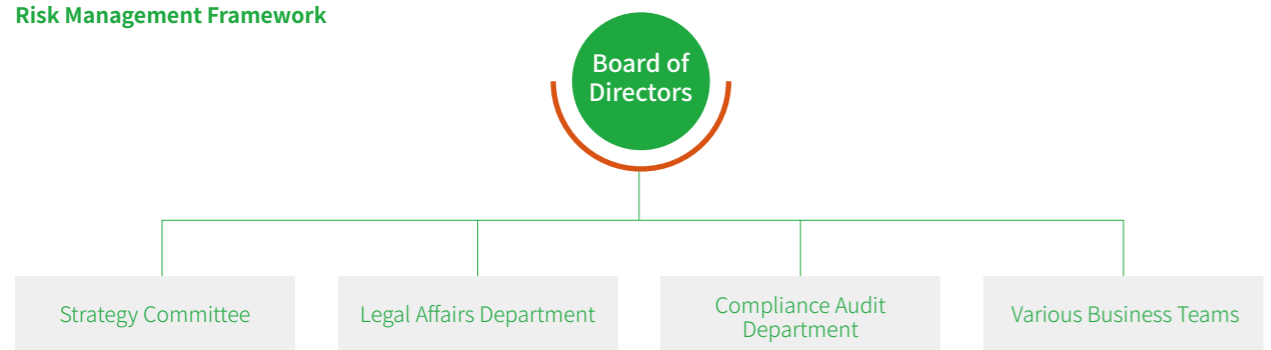 Risk Management Framework
Board of
Directors
Strategy Committee
Legal Affairs Department
Compliance Audit
Department
Various Business Teams